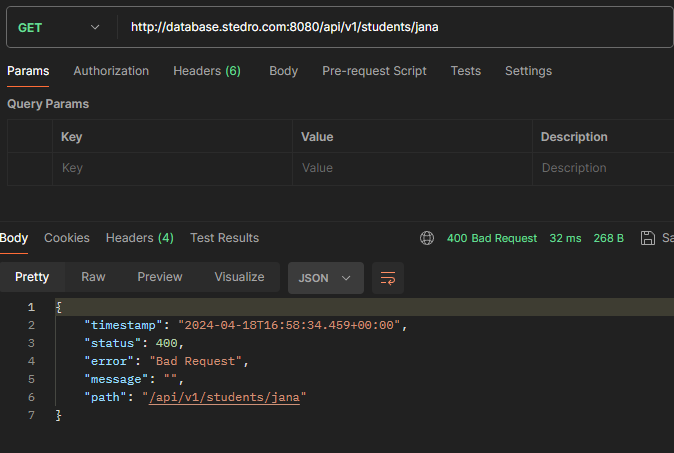 GET http://database.stedro.com:8080/api/v1/students/jana
Params Authorization Headers (6) Body Pre-request Script Tests Settings
Query Params
Key Value Description
Key Value Description
Body Cookies Headers (4) Test Results 400 Bad Request 32 ms 268 B Sa
Pretty Raw Preview Visualize JSON
1 {
2 "timestamp": "2024-04-18T16:58:34.459+00:00",
3 "status": 400,
4 "error": "Bad Request",
5 "message": "",
6 "path": "/api/v1/students/jana"
7 }